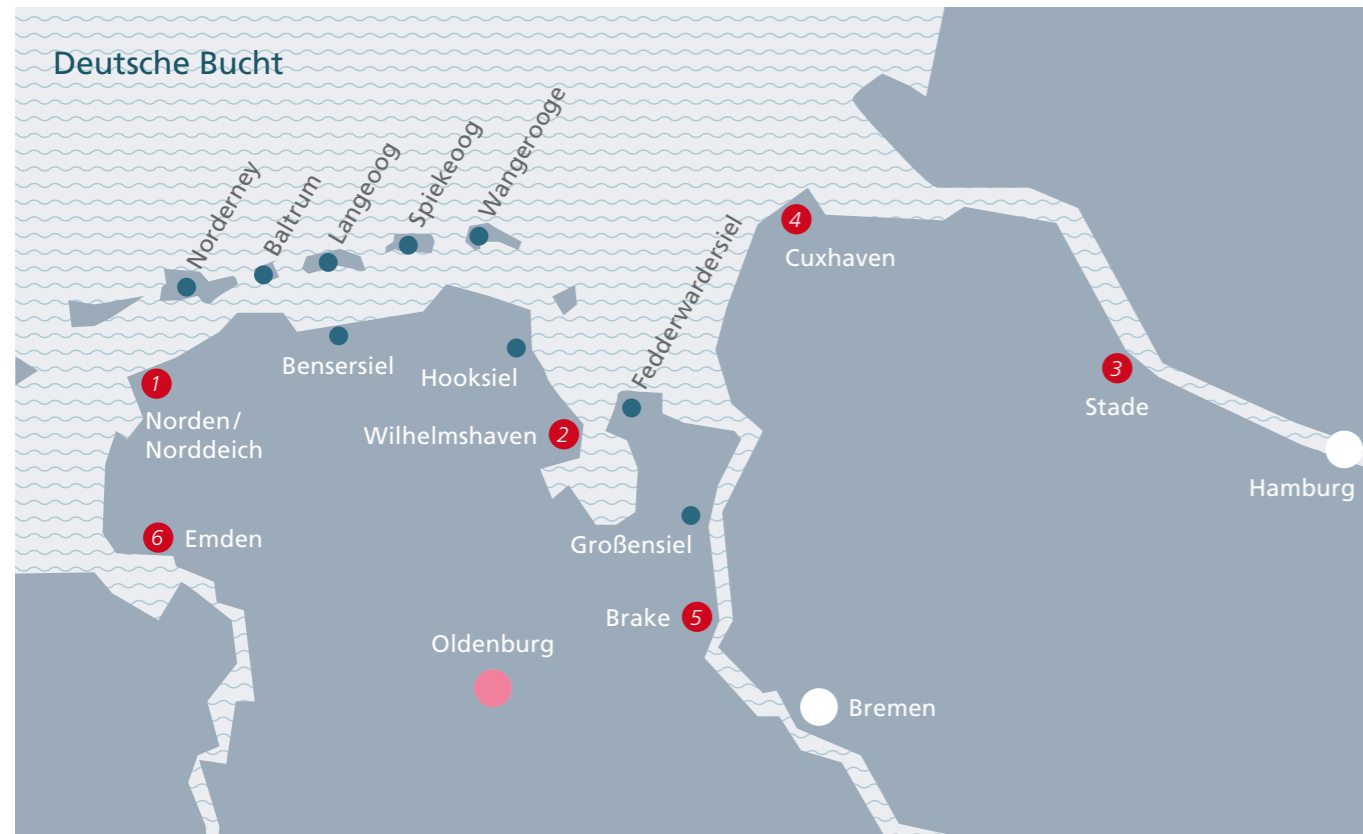 Deutsche Bucht
Norderney
Baltrum
Langeoog
Spiekeoog
Wangerooge
Fedderwardersiel
4
Cuxhaven
Bensersiel
Hooksiel
3
Stade
1
Norden/
Norddeich
Wilhelmshaven 2
Hamburg
6 Emden
Großensiel
Brake 5
Oldenburg
Bremen